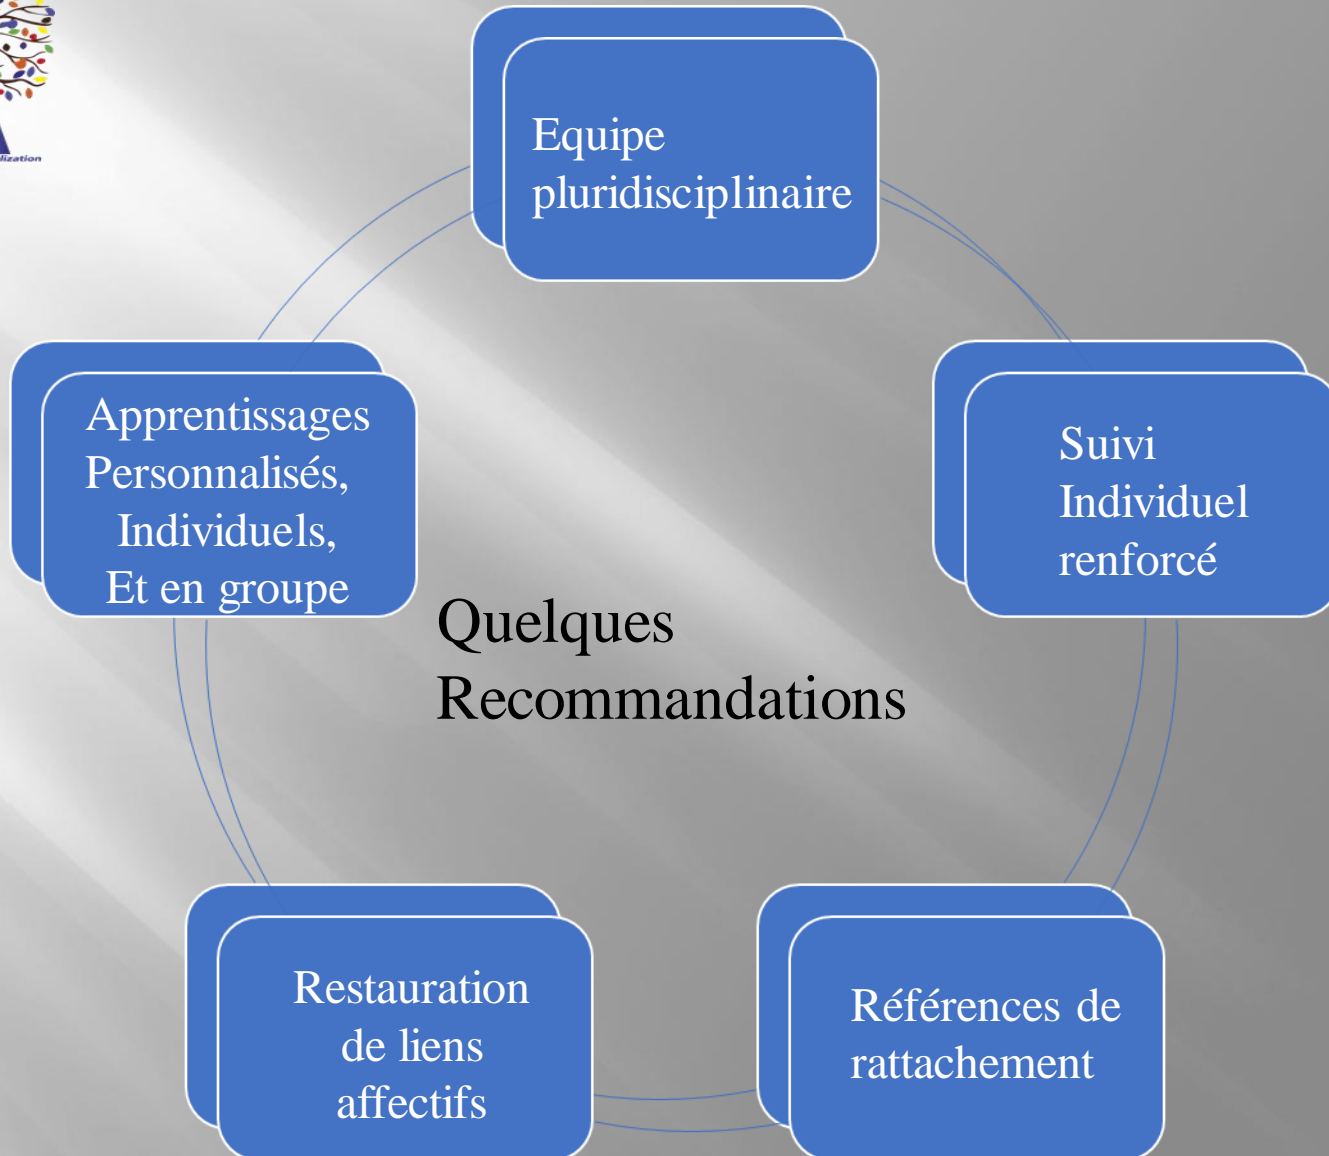 Equipe
pluridisciplinaire
Apprentissages
Personnalisés,
Individuels,
Et en groupe
Suivi
Individuel
renforcé
Quelques
Recommandations
Restauration
de liens
affectifs
Références de
rattachement